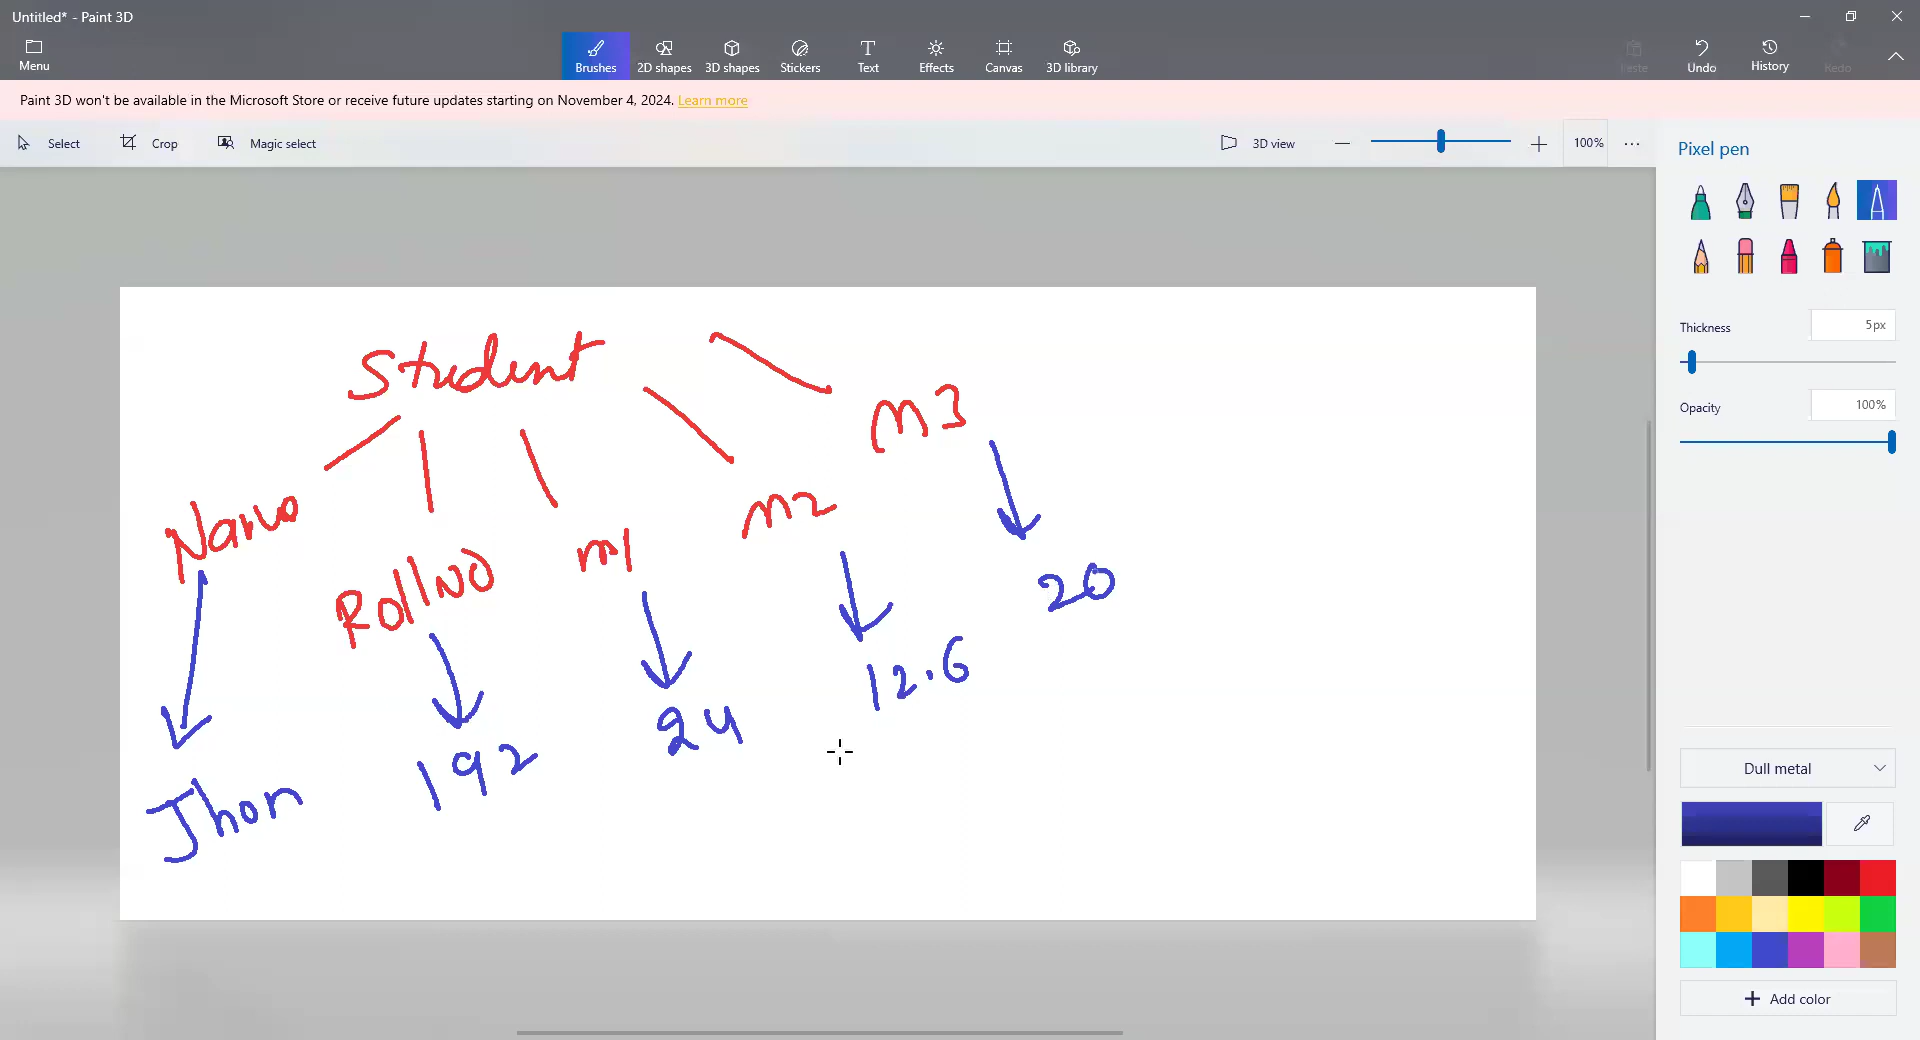 Untitled* - Paint 3D
Menu
Brushes
2D shapes
3D shapes
Stickers
Text
Effects
Canvas
3D library
Paste
Undo
History
Redo
Paint 3D won't be available in the Microsoft Store or receive future updates starting on November 4, 2024. Learn more
Select
Crop
Magic select
3D view
100%
Pixel pen
Thickness
5px
Opacity
100%
Dull metal
Add color
Student
m3
m2
m1
RollNO
20
12.6
24
192
Jhon